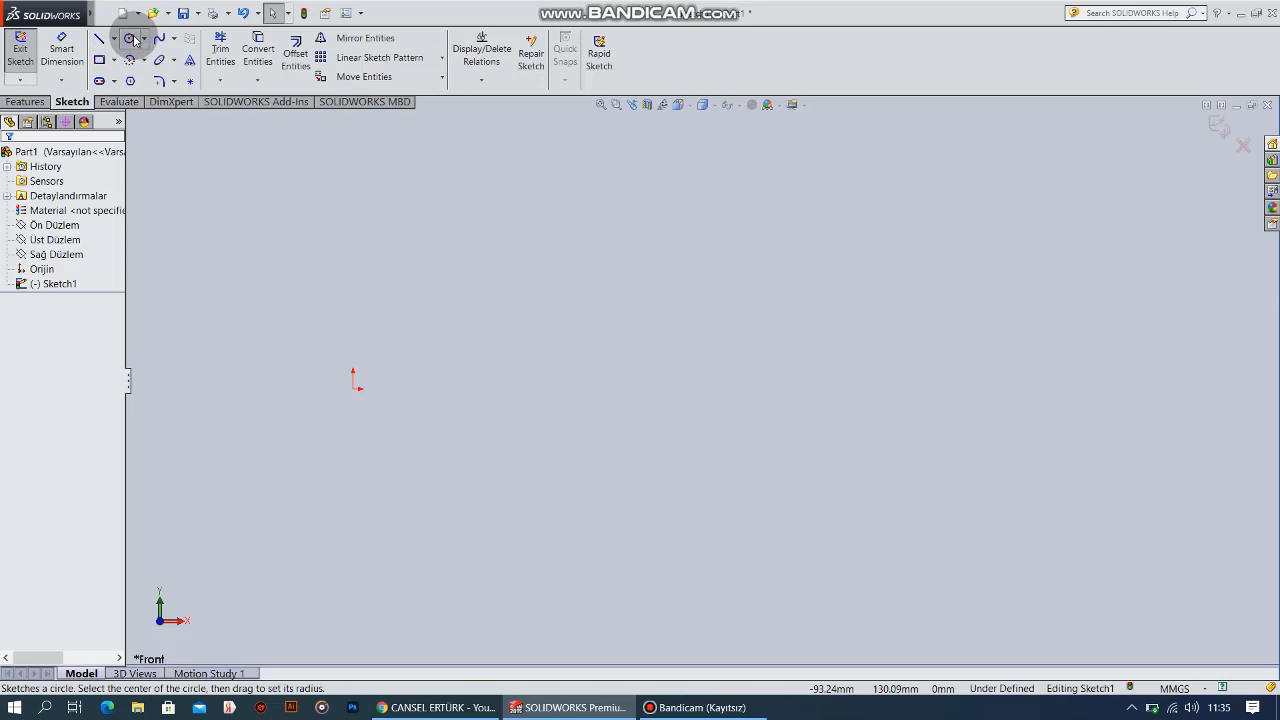 SOLIDWORKS
www.BANDICAM.com
*
Search SOLIDWORKS Help
Exit Sketch
Smart Dimension
Trim Entities
Convert Entities
Offset Entities
Mirror Entities
Linear Sketch Pattern
Move Entities
Display/Delete Relations
Repair Sketch
Quick Snaps
Rapid Sketch
Features
Sketch
Evaluate
DimXpert
SOLIDWORKS Add-Ins
SOLIDWORKS MBD
Part1 (Varsayılan<<Varsa
History
Sensors
Detaylandırmalar
Material <not specifie
Ön Düzlem
Üst Düzlem
Sağ Düzlem
Orijin
(-) Sketch1
Y
X
*Front
Model
3D Views
Motion Study 1
Sketches a circle. Select the center of the circle, then drag to set its radius.
-93.24mm
130.09mm
0mm
Under Defined
Editing Sketch1
MMGS
CANSEL ERTÜRK - You...
SOLIDWORKS Premiu...
Bandicam (Kayıtsız)
11:35